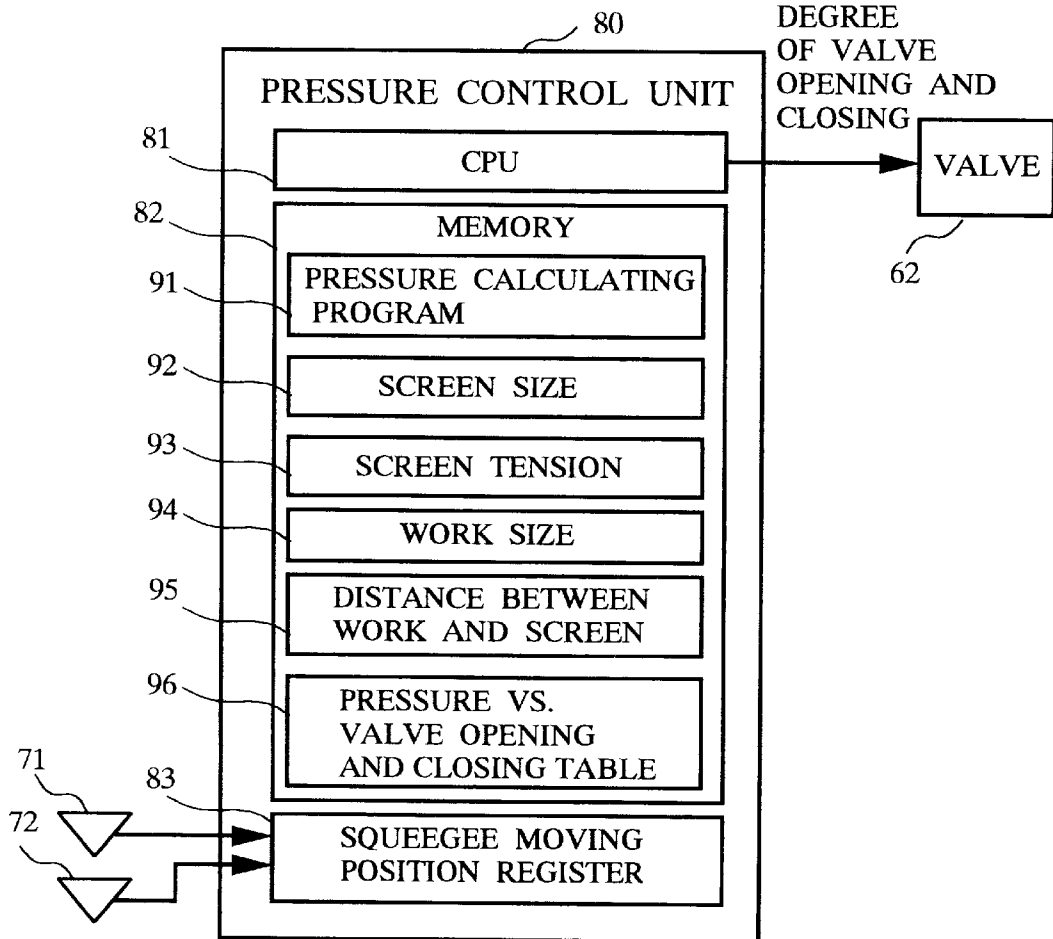 80
DEGREE
OF VALVE
OPENING AND
CLOSING
PRESSURE CONTROL UNIT
81
CPU
VALVE
62
82
MEMORY
91
PRESSURE CALCULATING
PROGRAM
92
SCREEN SIZE
93
SCREEN TENSION
94
WORK SIZE
95
DISTANCE BETWEEN
WORK AND SCREEN
96
PRESSURE VS.
VALVE OPENING
AND CLOSING TABLE
71
72
83
SQUEEGEE MOVING
POSITION REGISTER